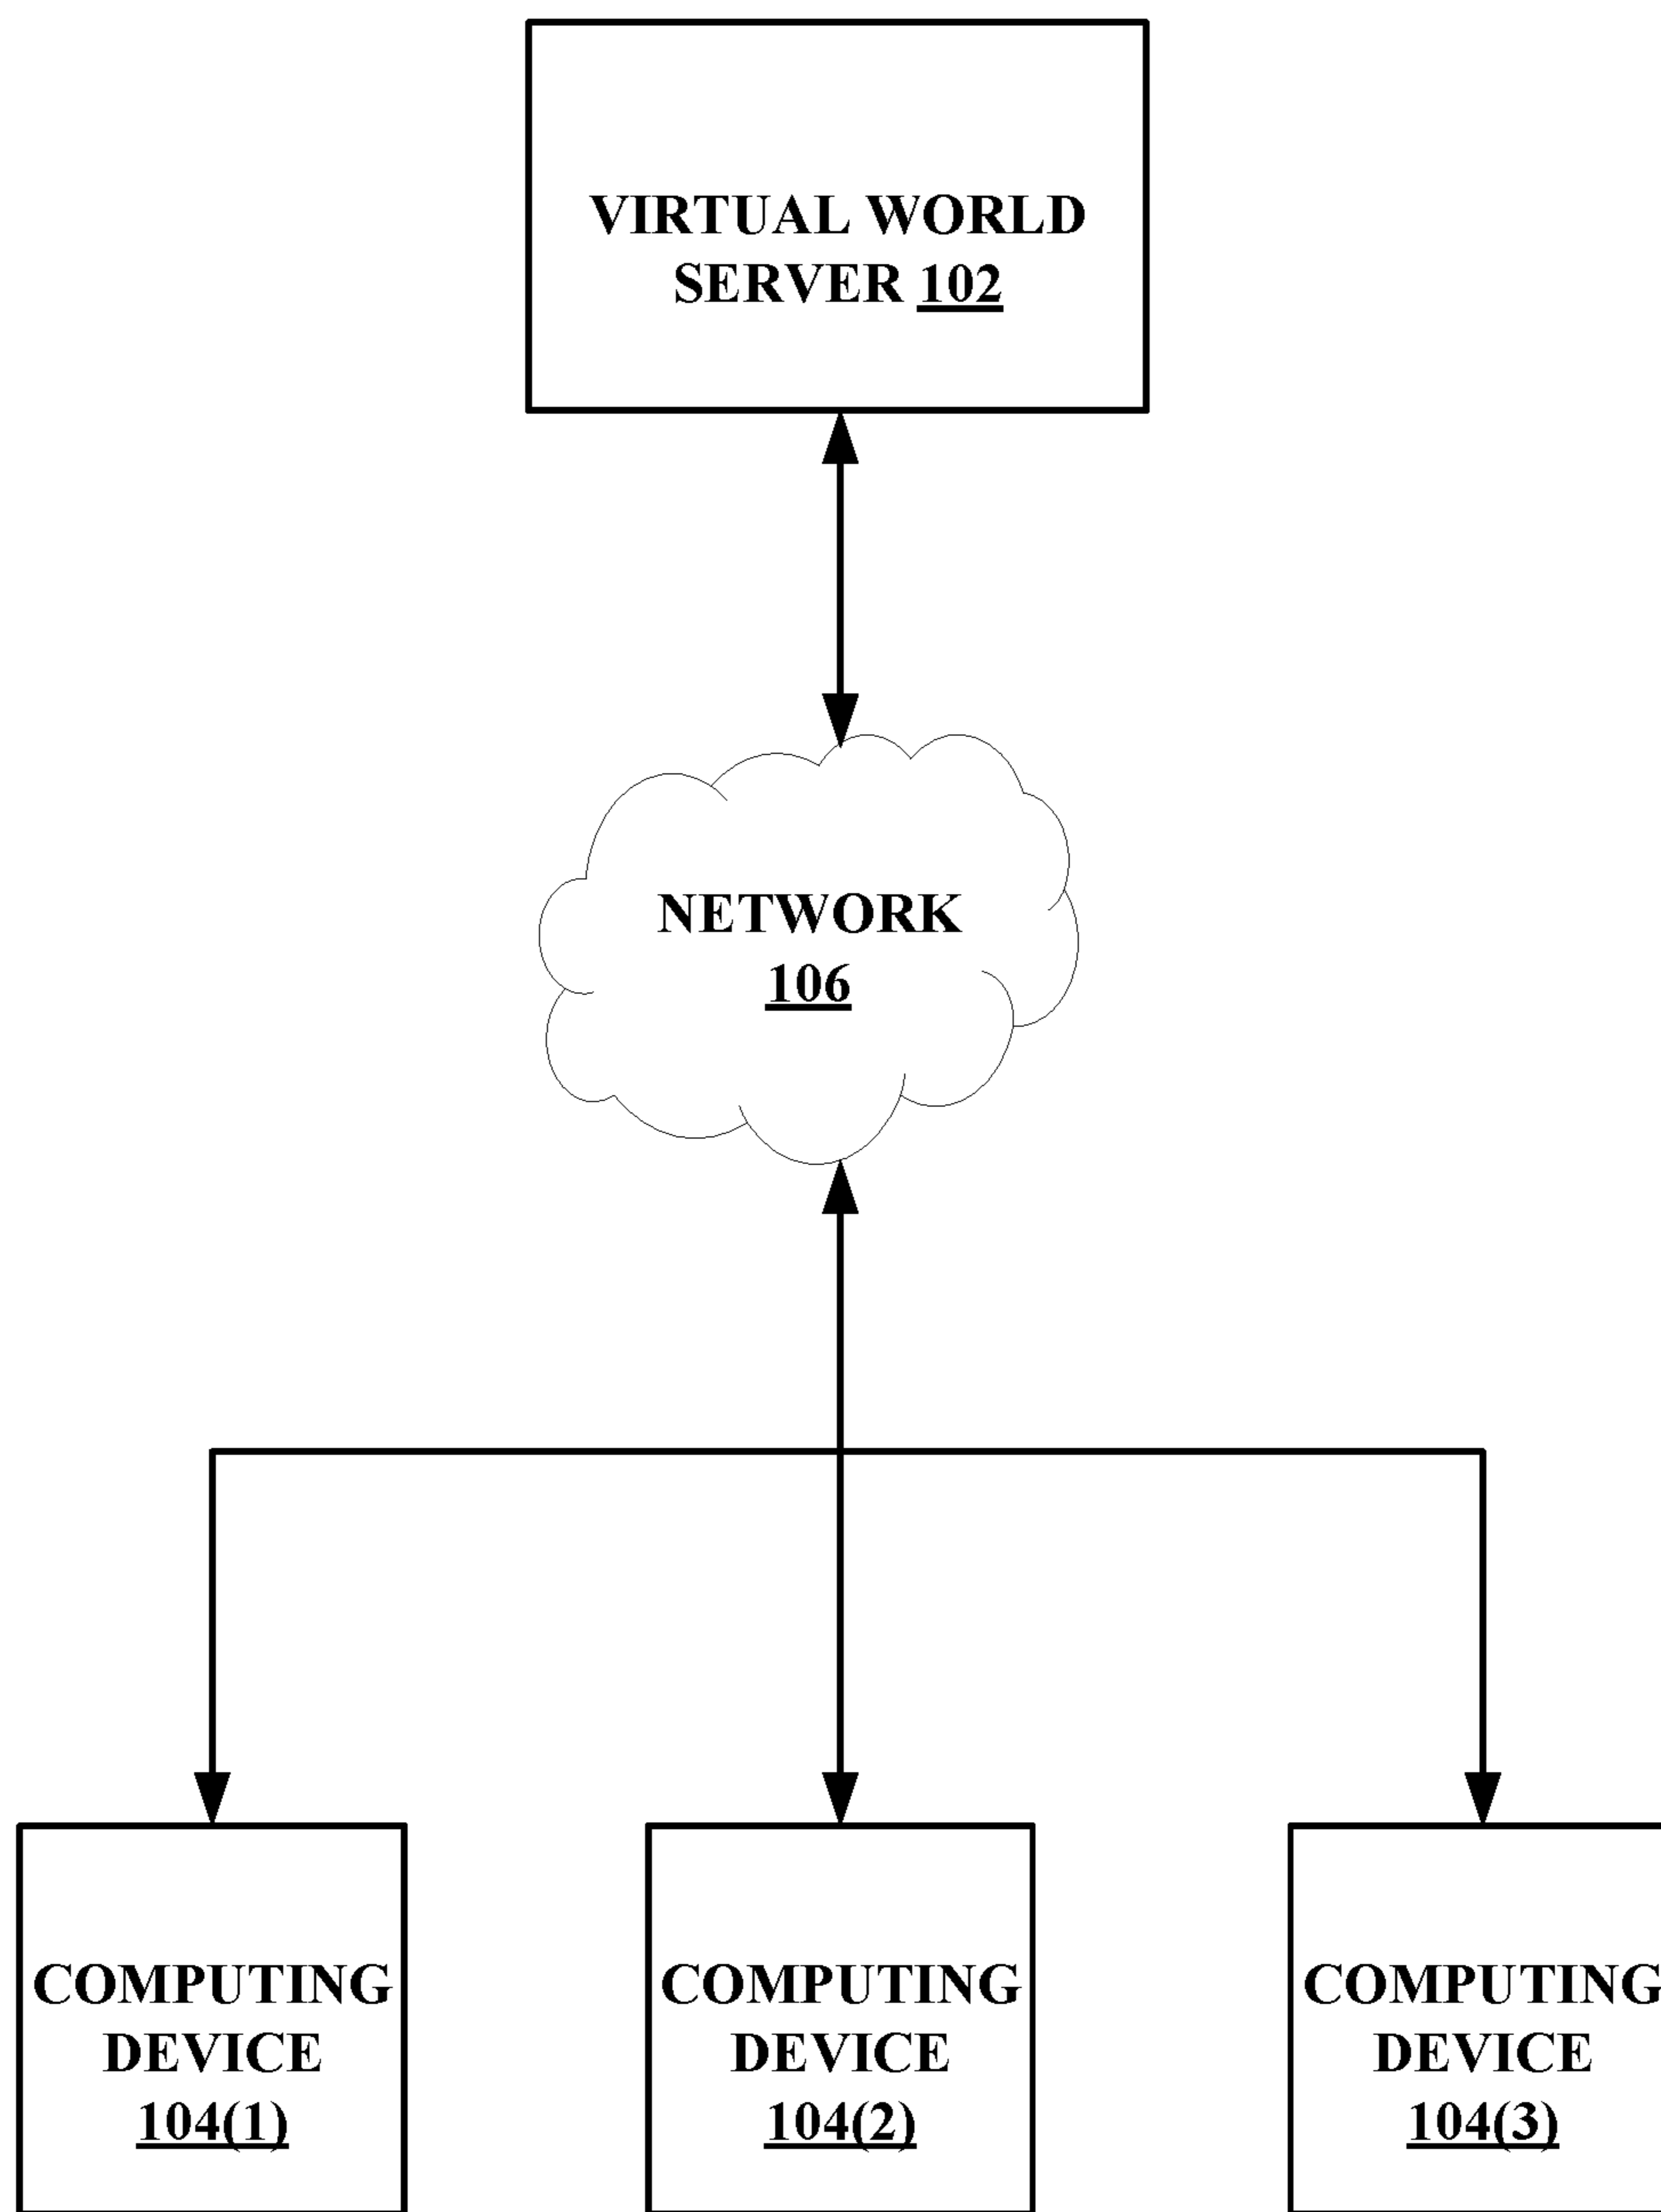 VIRTUAL WORLD
SERVER 102
NETWORK
106
COMPUTING
DEVICE
104(1)
COMPUTING
DEVICE
104(2)
COMPUTING
DEVICE
104(3)